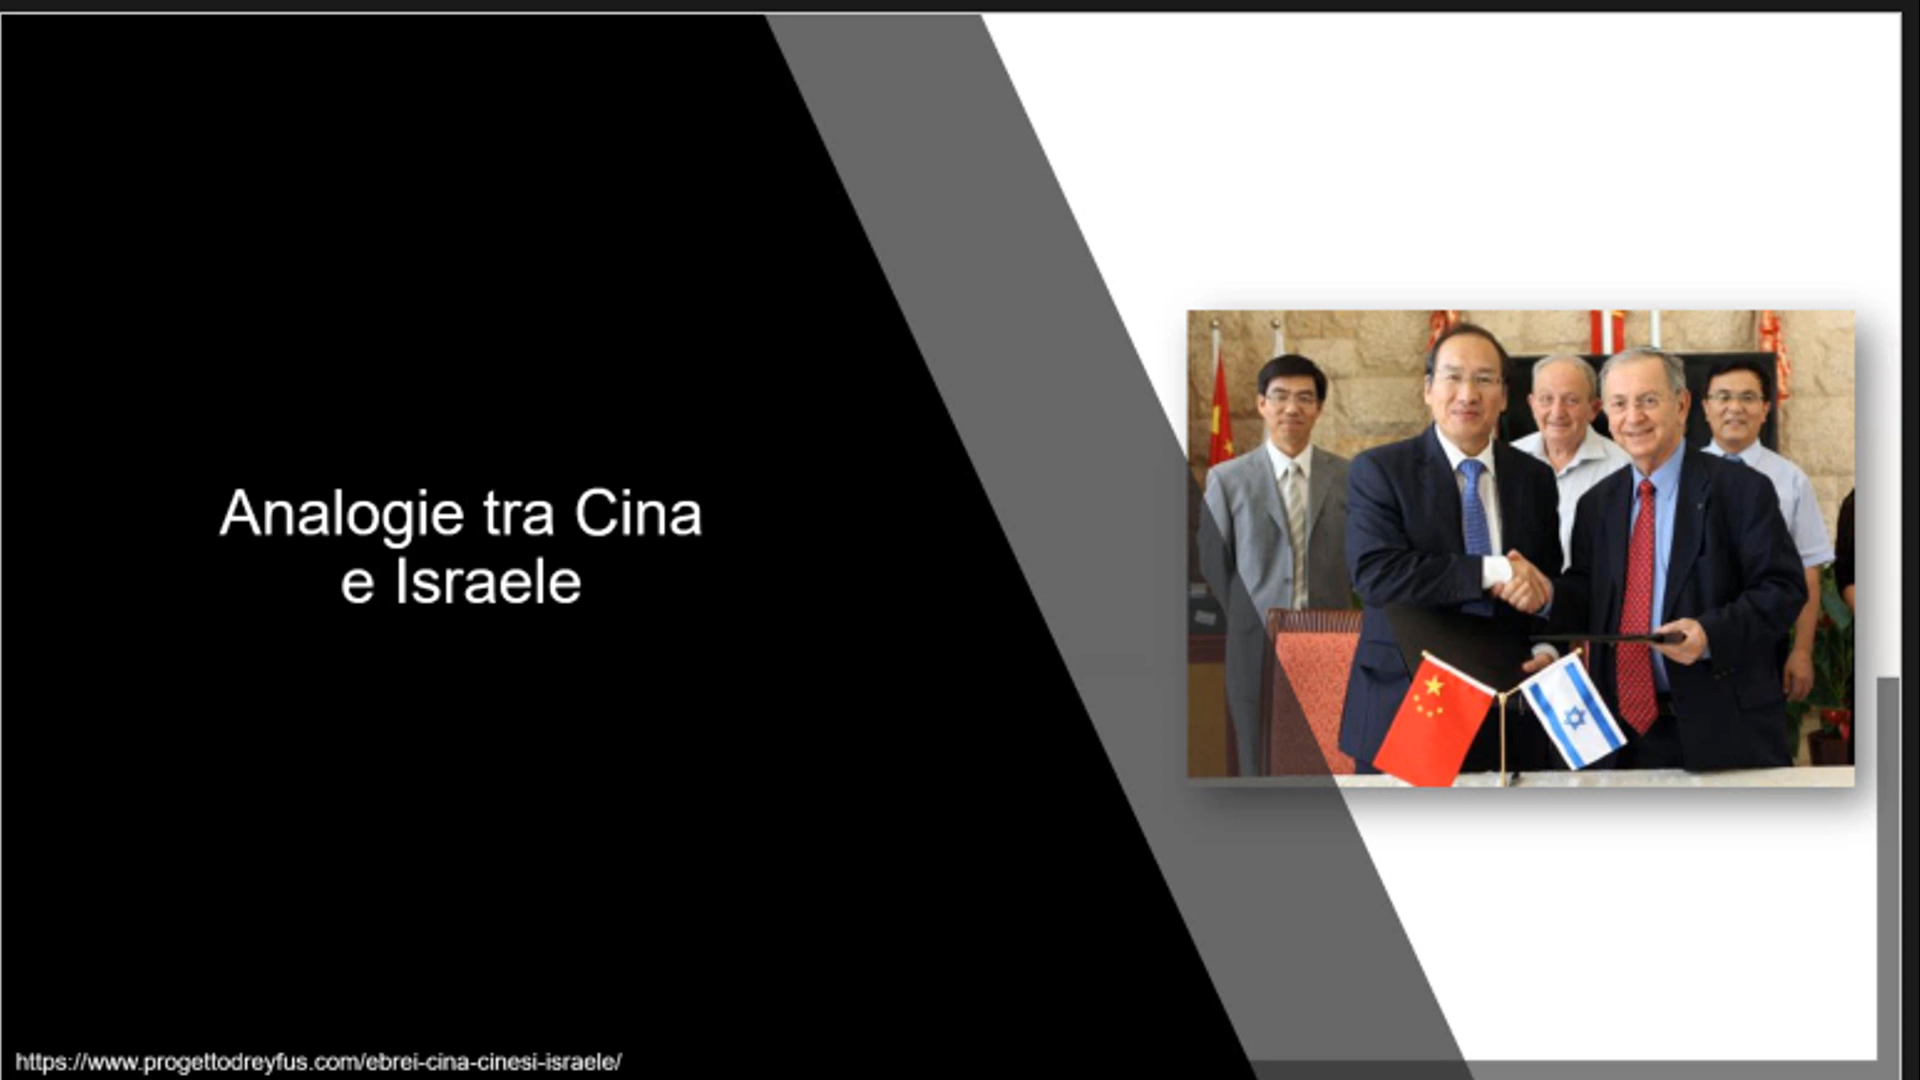 Analogie tra Cina
e Israele
https://www.progettodreyfus.com/ebrei-cina-cinesi-israele/